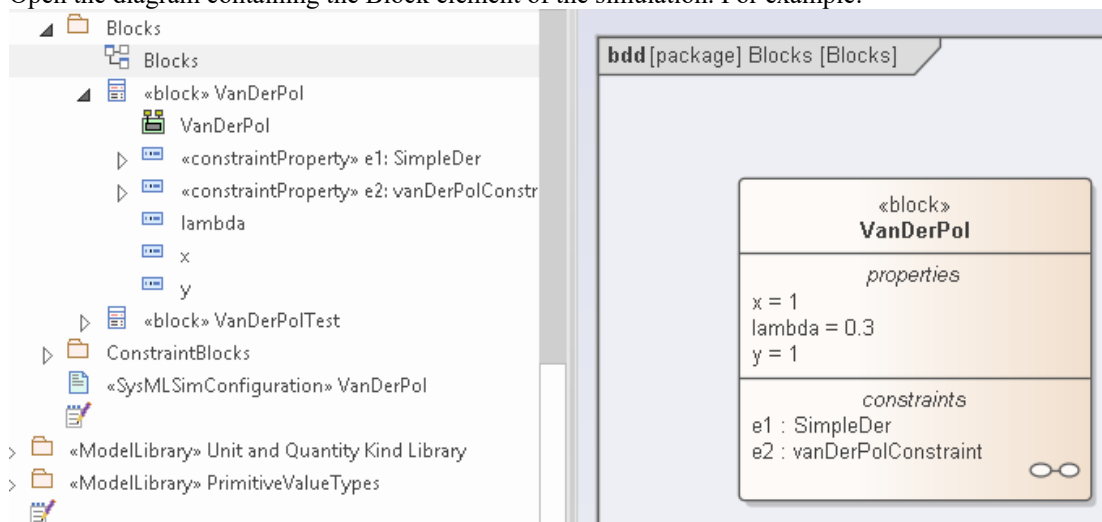 Open the diagram containing the Block element of the simulation. For example:
Blocks
Blocks
«block» VanDerPol
VanDerPol
«constraintProperty» e1: SimpleDer
«constraintProperty» e2: vanDerPolConstr
lambda
x
y
«block» VanDerPolTest
ConstraintBlocks
«SysMLSimConfiguration» VanDerPol
«ModelLibrary» Unit and Quantity Kind Library
«ModelLibrary» PrimitiveValueTypes
bdd [package] Blocks [Blocks]
«block»
VanDerPol
properties
x = 1
lambda = 0.3
y = 1
constraints
e1 : SimpleDer
e2 : vanDerPolConstraint